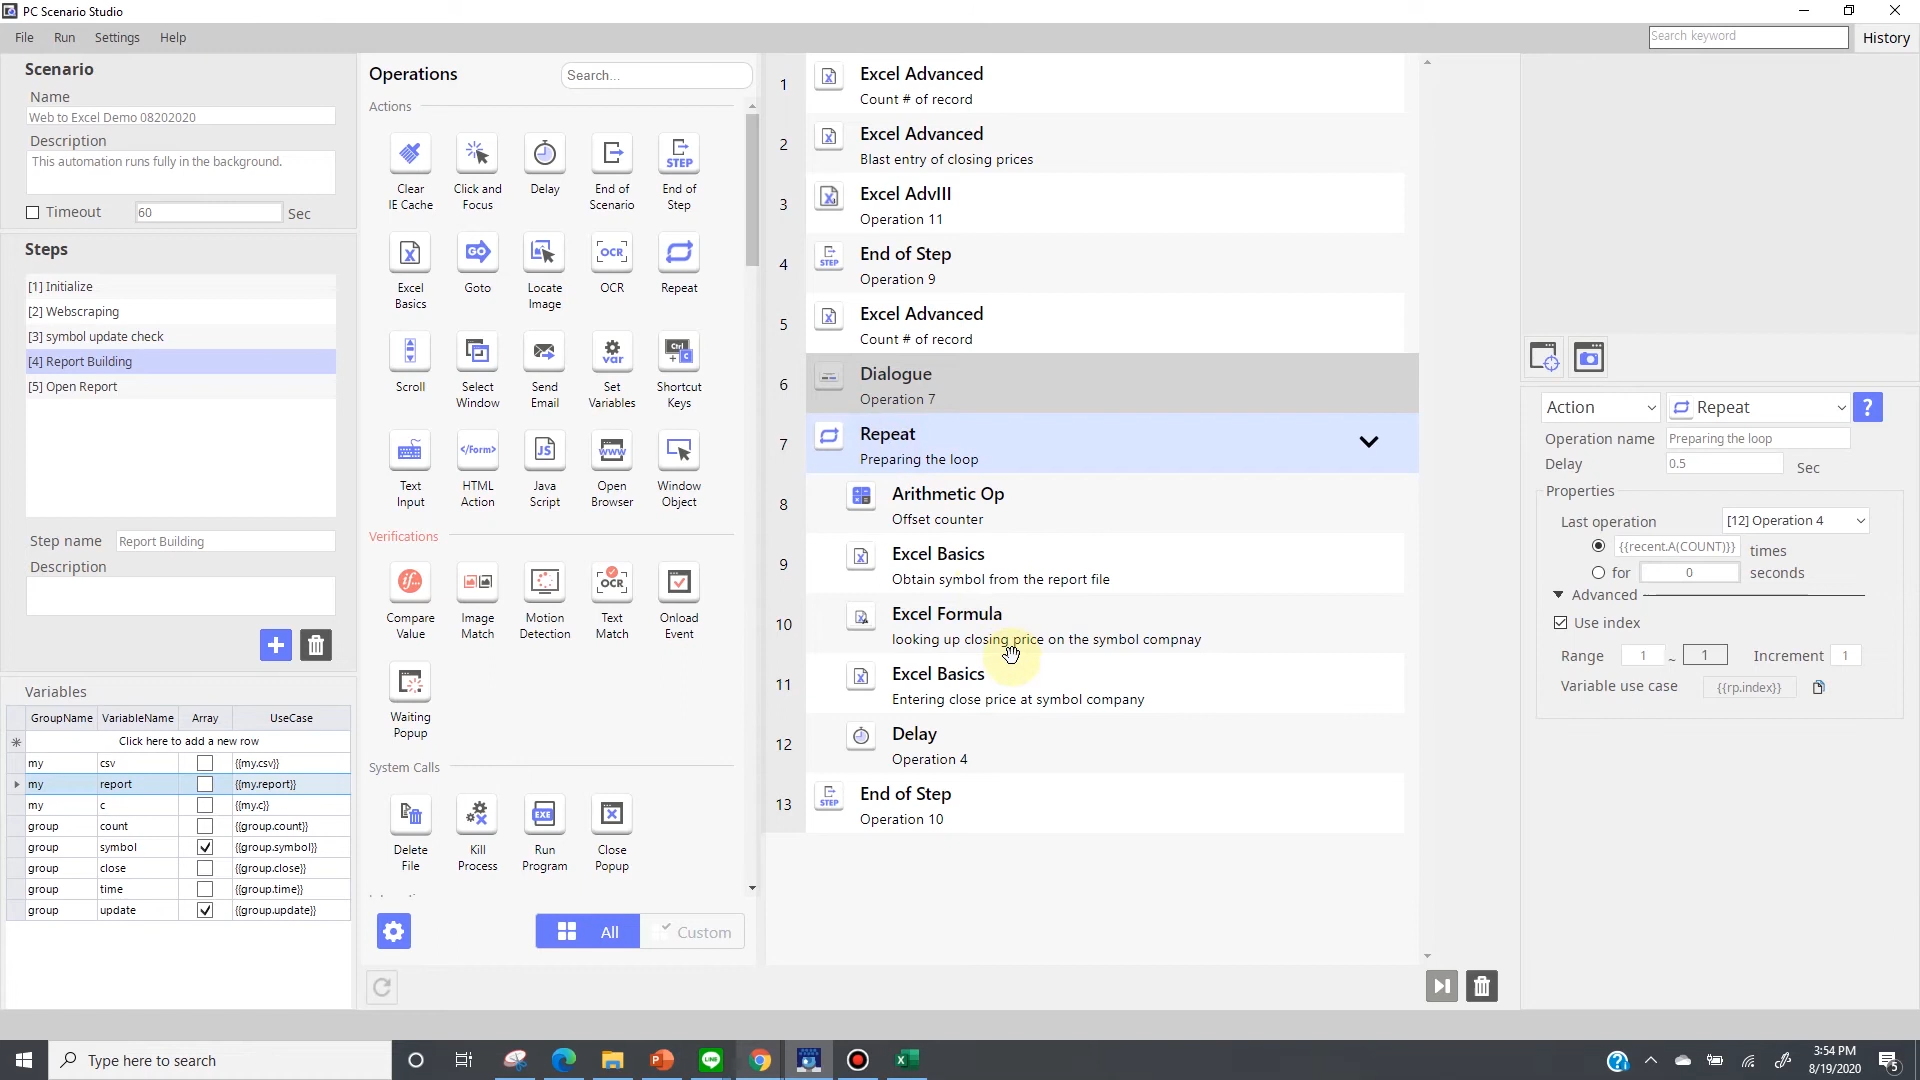 PC Scenario Studio
File Run Settings Help
Search keyword
History
Scenario
Name
Web to Excel Demo 08202020
Description
This automation runs fully in the background.
Timeout 60 Sec
Steps
[1] Initialize
[2] Webscraping
[3] symbol update check
[4] Report Building
[5] Open Report
Step name Report Building
Description
Variables
GroupName VariableName Array UseCase
Click here to add a new row
my csv {{my.csv}}
my report {{my.report}}
my c {{my.c}}
group count {{group.count}}
group symbol {{group.symbol}}
group close {{group.close}}
group time {{group.time}}
group update {{group.update}}
Operations
Search...
Actions
Clear IE Cache
Click and Focus
Delay
End of Scenario
STEP
End of Step
Excel Basics
GO
Goto
Locate Image
OCR
OCR
Repeat
Scroll
Select Window
Send Email
var
Set Variables
Ctrl + C
Shortcut Keys
Text Input
</Form>
HTML Action
JS
Java Script
www
Open Browser
Window Object
Verifications
if...
Compare Value
Image Match
Motion Detection
OCR
Text Match
Onload Event
Waiting Popup
System Calls
Delete File
Kill Process
EXE
Run Program
Close Popup
All
Custom
1 Excel Advanced
Count # of record
2 Excel Advanced
Blast entry of closing prices
3 Excel AdvIII
Operation 11
4 STEP End of Step
Operation 9
5 Excel Advanced
Count # of record
6 Dialogue
Operation 7
7 Repeat
Preparing the loop
8 Arithmetic Op
Offset counter
9 Excel Basics
Obtain symbol from the report file
10 Excel Formula
looking up closing price on the symbol compnay
11 Excel Basics
Entering close price at symbol company
12 Delay
Operation 4
13 STEP End of Step
Operation 10
Action Repeat ?
Operation name Preparing the loop
Delay 0.5 Sec
Properties
Last operation [12] Operation 4
{{recent.A(COUNT)}} times
for 0 seconds
Advanced
Use index
Range 1 ~ 1 Increment 1
Variable use case {{rp.index}}
Type here to search
LINE
3:54 PM
8/19/2020
5